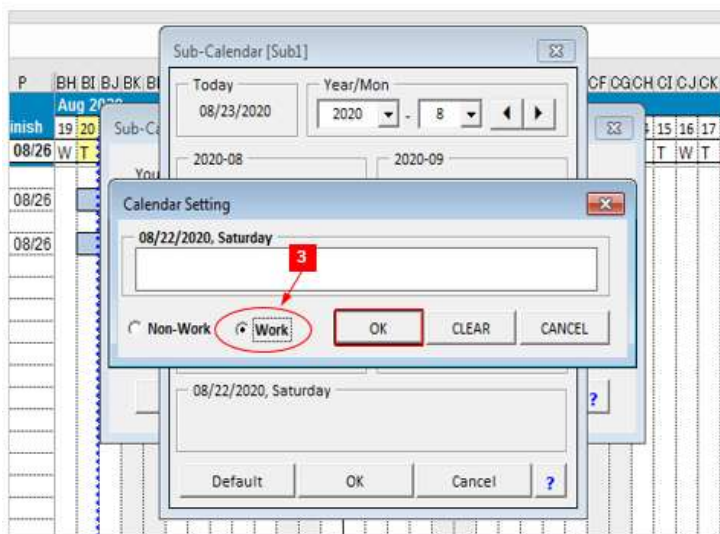 Sub-Calendar [Sub1]
Today
Year/Mon
08/23/2020
2020 - 8
P BH BI BJ BK CF CG CH CI CJ CK
Aug
inish 19 20 15 16 17
08/26 W T T W T
Sub-Ca
You
2020-08
2020-09
08/26
Calendar Setting
08/22/2020, Saturday
08/26
3
Non-Work Work OK CLEAR CANCEL
08/22/2020, Saturday
?
Default OK Cancel ?